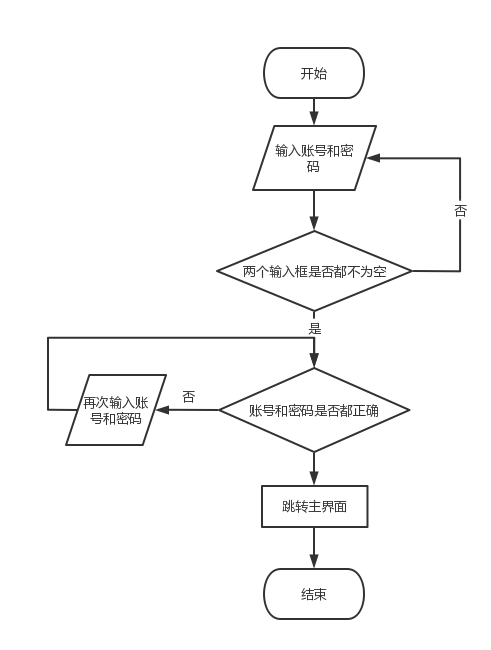 开始
输入账号和密
码
否
两个输入框是否都不为空
是
否
再次输入账
号和密码
账号和密码是否都正确
跳转主界面
结束